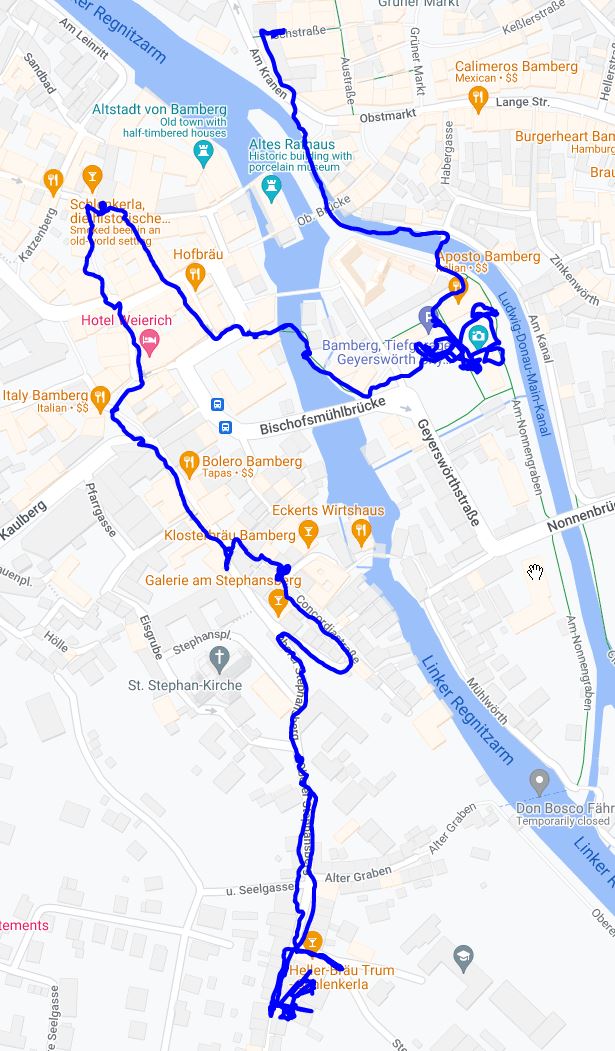 Grüner Markt
Keßlerstraße
Linker Regnitzarm
Am Leinritt
Sandbad
Am Kranen
Austraße
Grüner
Markt
Hellerstr
Calimeros Bamberg
Mexican • $$
Obstmarkt
Lange Str.
Altstadt von Bamberg
Old town with
half-timbered houses
Altes Rathaus
Historic building with
porcelain museum
Habergasse
Burgerheart Bam
Hamburg
Brau
Katzenberg
Schlenkerla,
die historische...
Smoked beer in an
old-world setting
Ob. Brücke
Hofbräu
Aposto Bamberg
Italian • $$
Zinkenwörth
Hotel Weierich
Bamberg, Tiefgarage
Geyerswörth
Ludwig-Donau-Main-Kanal
Am Kanal
Italy Bamberg
Italian • $$
Bischofsmühlbrücke
Geyerswörthstraße
Am-Nonnengraben
Kaulberg
Pfarrgasse
Bolero Bamberg
Tapas • $$
Eckerts Wirtshaus
Nonnenbrü
Klosterbräu Bamberg
auenpl.
Galerie am Stephansberg
Concordiastraße
Eisgrube
Stephanspl.
Hölle
St. Stephan-Kirche
Am-Nonnengraben
Linker Regnitzarm
Mühlwörth
Don Bosco Fähr
Temporarily closed
Alter Graben
Linker R
u. Seelgasse
Alter Graben
Obere
tements
Heller-Bräu Trum
- Schlenkerla
Seelgasse
Ste